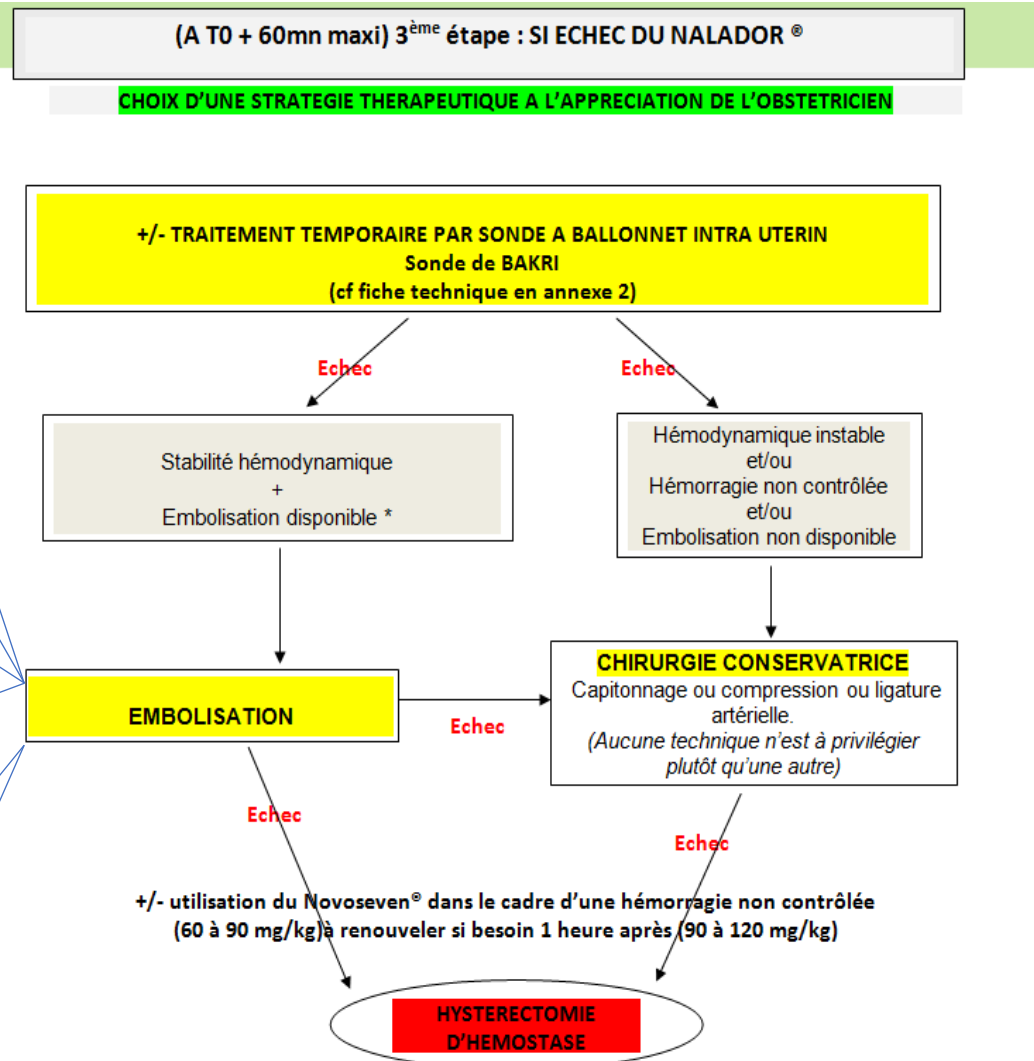 (A T0 + 60mn maxi) 3ème étape : SI ECHEC DU NALADOR ®
CHOIX D’UNE STRATEGIE THERAPEUTIQUE A L’APPRECIATION DE L’OBSTETRICIEN
+/- TRAITEMENT TEMPORAIRE PAR SONDE A BALLONNET INTRA UTERIN
Sonde de BAKRI
(cf fiche technique en annexe 2)
Echec
Echec
Stabilité hémodynamique
+
Embolisation disponible *
Hémodynamique instable
et/ou
Hémorragie non contrôlée
et/ou
Embolisation non disponible
EMBOLISATION
Echec
CHIRURGIE CONSERVATRICE
Capitonnage ou compression ou ligature
artérielle.
(Aucune technique n’est à privilégier
plutôt qu’une autre)
Echec
Echec
+/- utilisation du Novoseven® dans le cadre d’une hémorragie non contrôlée
(60 à 90 mg/kg)à renouveler si besoin 1 heure après (90 à 120 mg/kg)
HYSTERECTOMIE
D’HEMOSTASE